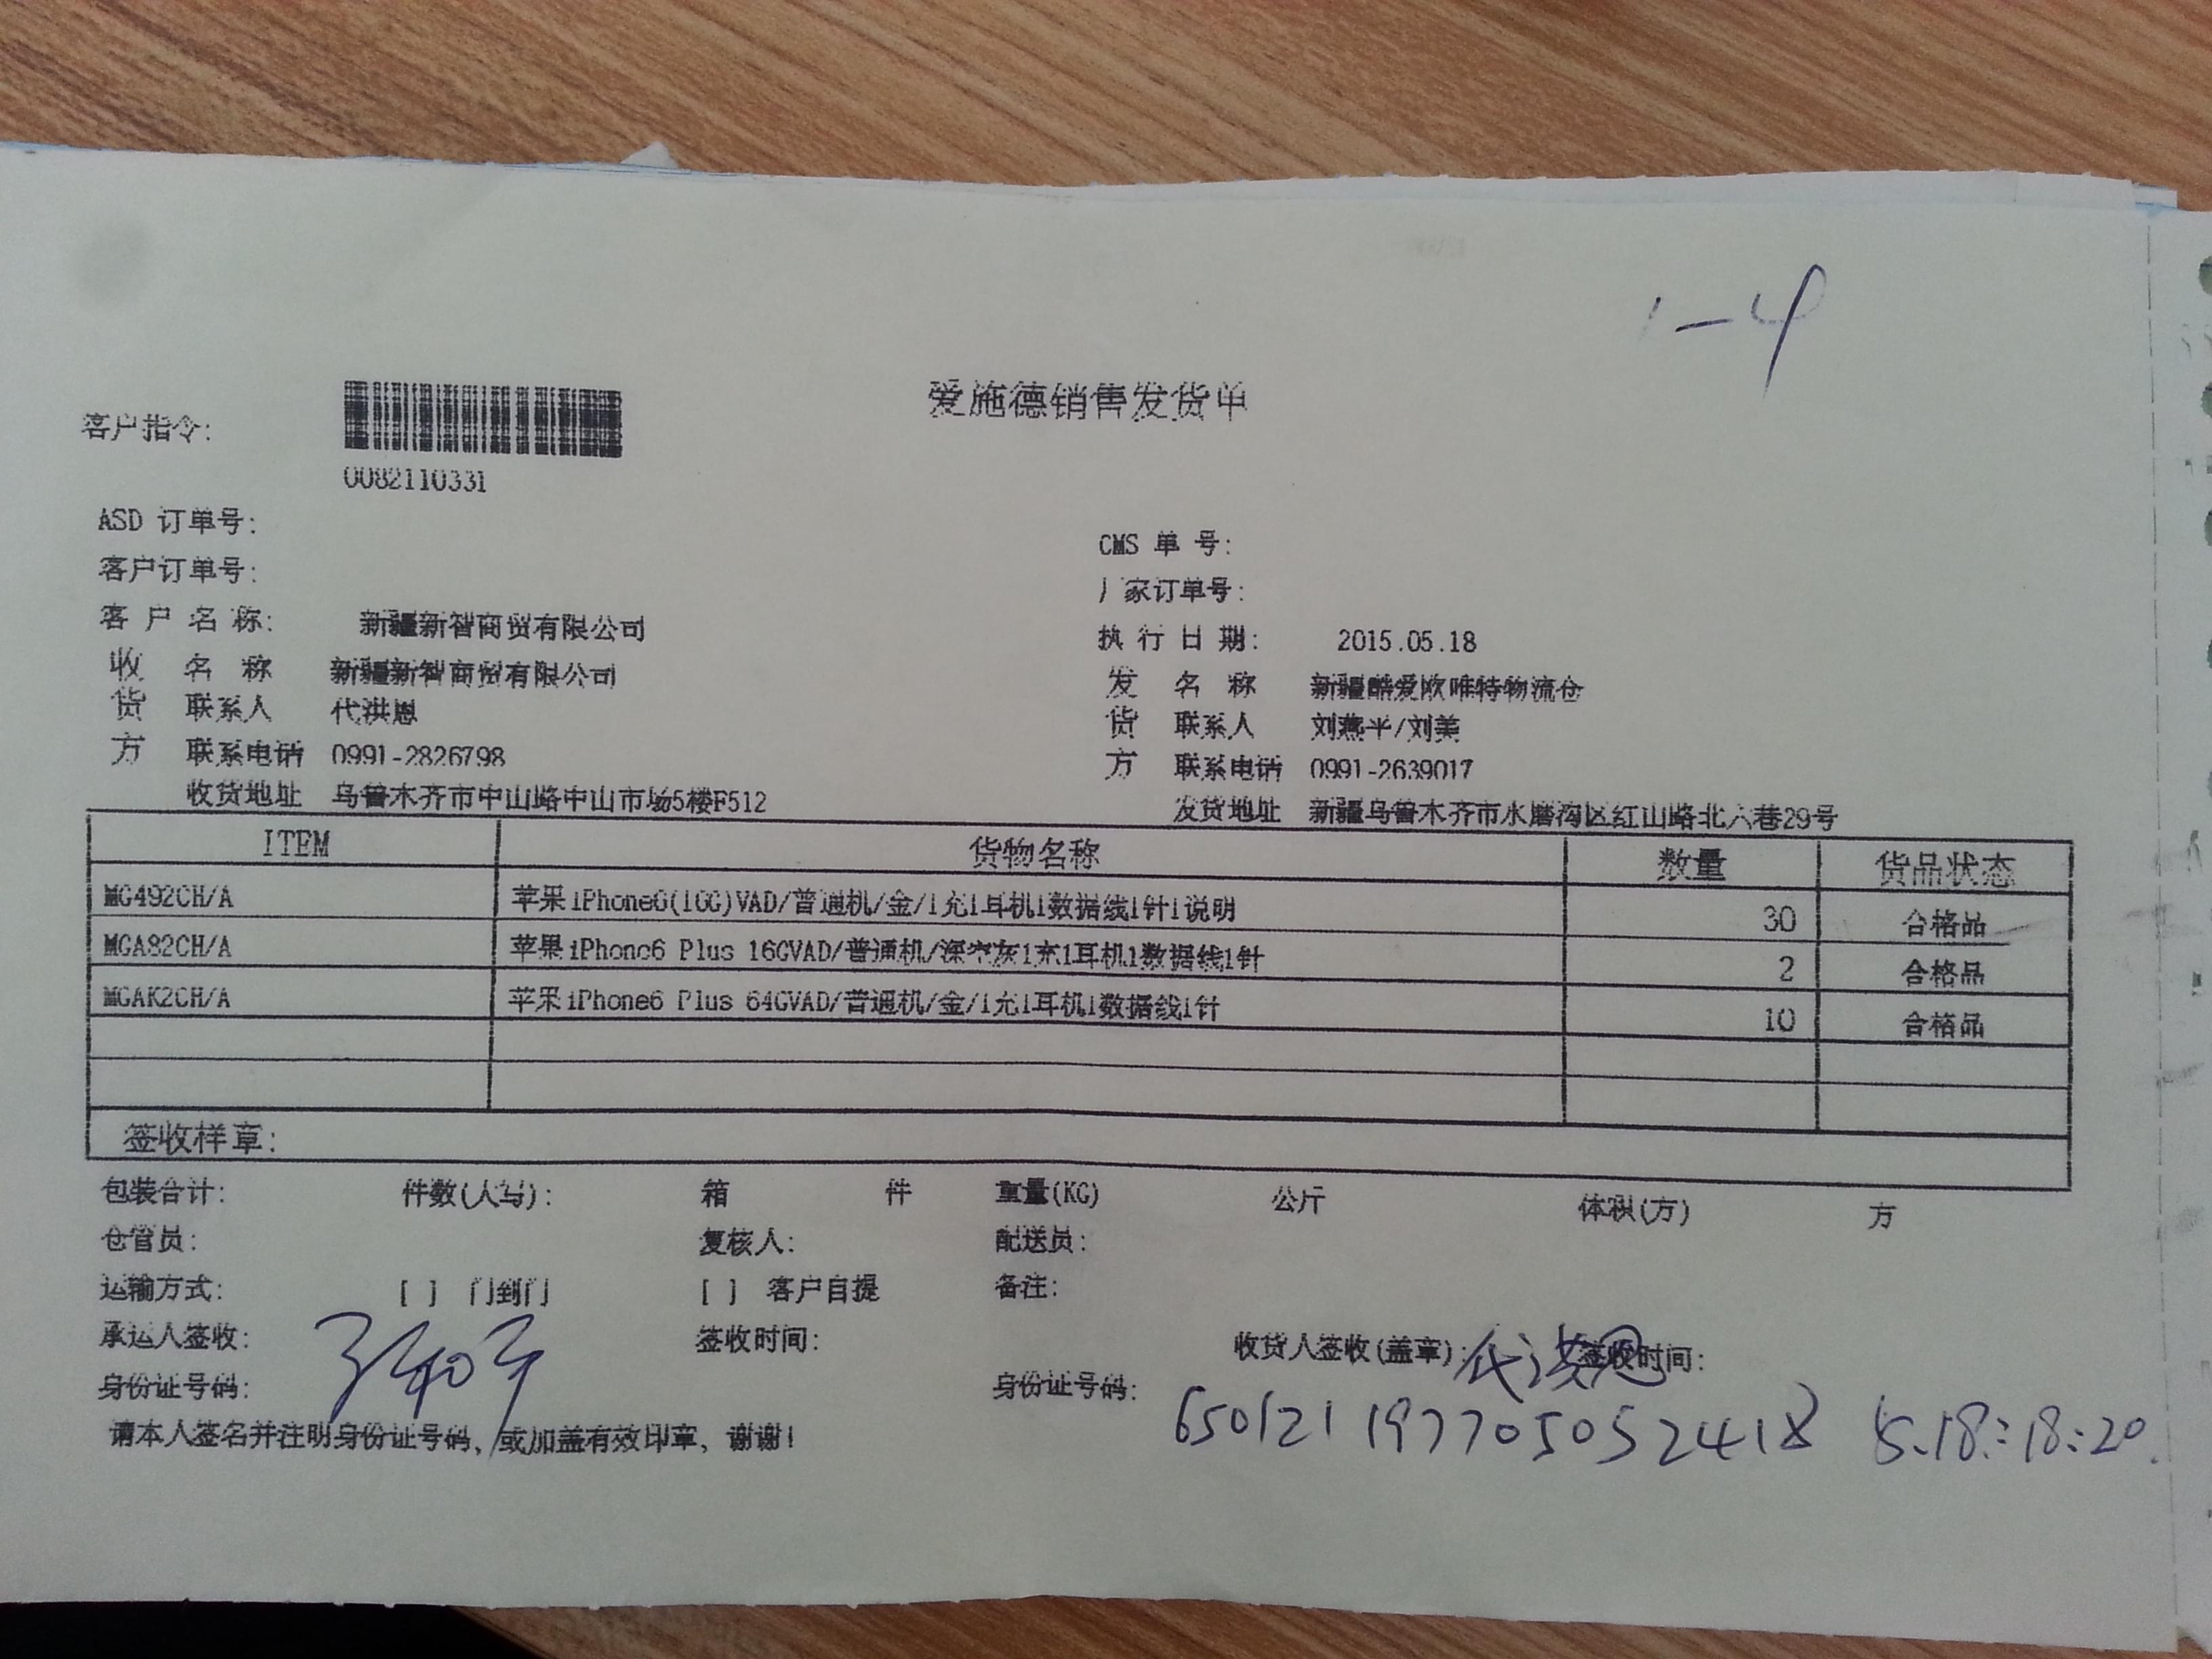 1-4
爱施德销售发货单
客户指令:
0082110331
ASD 订单号:
CMS 单 号:
客户订单号:
厂家订单号:
客 户 名 称: 新疆新智商贸有限公司
执 行 日 期: 2015.05.18
收 名 称 新疆新智商贸有限公司
发 名 称 新疆酷爱欧唯特物流仓
货 联系人 代洪恩
货 联系人 刘燕平/刘美
方 联系电话 0991-2826798
方 联系电话 0991-2639017
收货地址 乌鲁木齐市中山路中山市场5楼F512
发货地址 新疆乌鲁木齐市水磨沟区红山路北六巷29号
ITEM 货物名称 数量 货品状态
MG492CH/A 苹果iPhone6(16G)VAD/普通机/金/1充1耳机1数据线1针1说明 30 合格品
MGA82CH/A 苹果iPhone6 Plus 16GVAD/普通机/深空灰1充1耳机1数据线1针 2 合格品
MGAK2CH/A 苹果iPhone6 Plus 64GVAD/普通机/金/1充1耳机1数据线1针 10 合格品
签收样章:
包装合计: 件数(大写): 箱 件 重量(KG) 公斤 体积(方) 方
仓管员: 复核人: 配送员:
运输方式: [ ] 门到门 [ ] 客户自提 备注:
承运人签收: 签收时间: 收货人签收(盖章): 代洪恩 签收时间:
身份证号码: 身份证号码: 650121197705052418 5.18:18:20.
请本人签名并注明身份证号码、或加盖有效印章、谢谢!